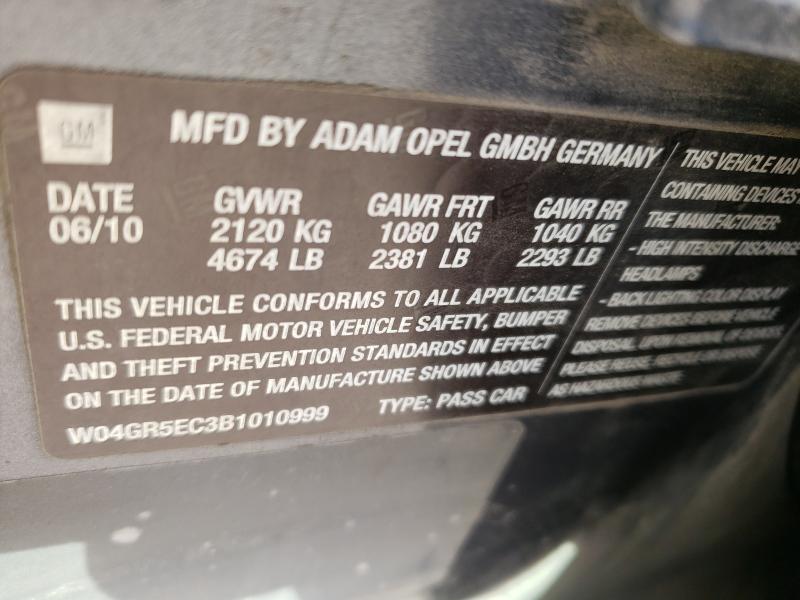 GM
MFD BY ADAM OPEL GMBH GERMANY
DATE GVWR GAWR FRT GAWR RR
06/10 2120 KG 1080 KG 1040 KG
4674 LB 2381 LB 2293 LB
THIS VEHICLE CONFORMS TO ALL APPLICABLE
U.S. FEDERAL MOTOR VEHICLE SAFETY, BUMPER
AND THEFT PREVENTION STANDARDS IN EFFECT
ON THE DATE OF MANUFACTURE SHOWN ABOVE
W04GR5EC3B1010999 TYPE: PASS CAR
THIS VEHICLE MAY
CONTAINING DEVICES
THE MANUFACTURER:
- HIGH INTENSITY DISCHARGE
HEADLAMPS
- BACK LIGHTING COLOR DISPLAY
REMOVE DEVICES BEFORE VEHICLE
DISPOSAL, UPON
PLEASE REUSE,
AS HAZARDOUS WASTE.